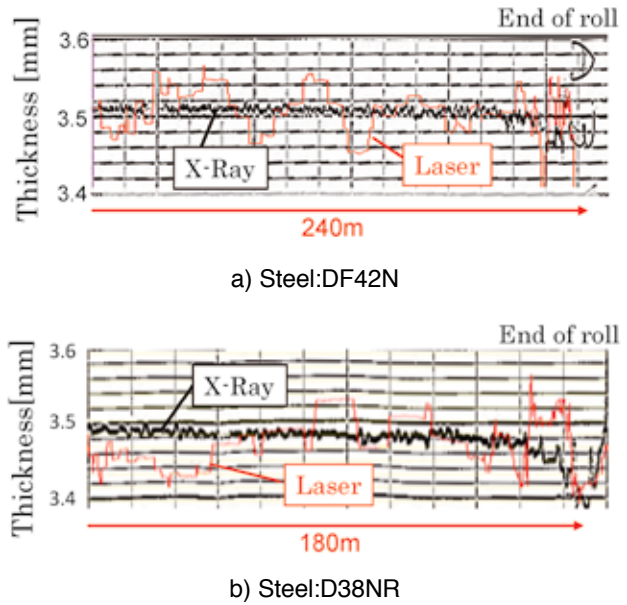 End of roll
3.6
3.5
3.4
Thickness [mm]
X-Ray
Laser
240m
a) Steel:DF42N
End of roll
3.6
3.5
3.4
Thickness[mm]
X-Ray
Laser
180m
b) Steel:D38NR